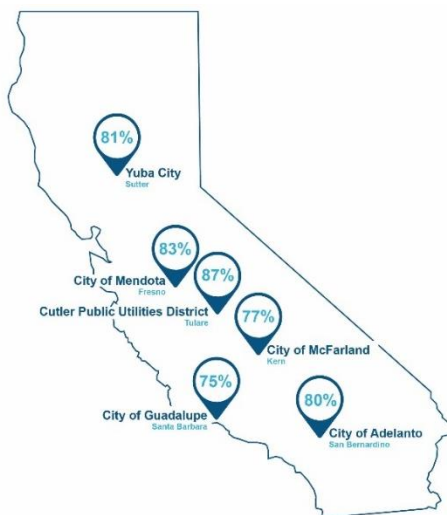 81%
Yuba City
Sutter
83%
City of Mendota
Fresno
87%
Cutler Public Utilities District
Tulare
77%
City of McFarland
Kern
75%
City of Guadalupe
Santa Barbara
80%
City of Adelanto
San Bernardino